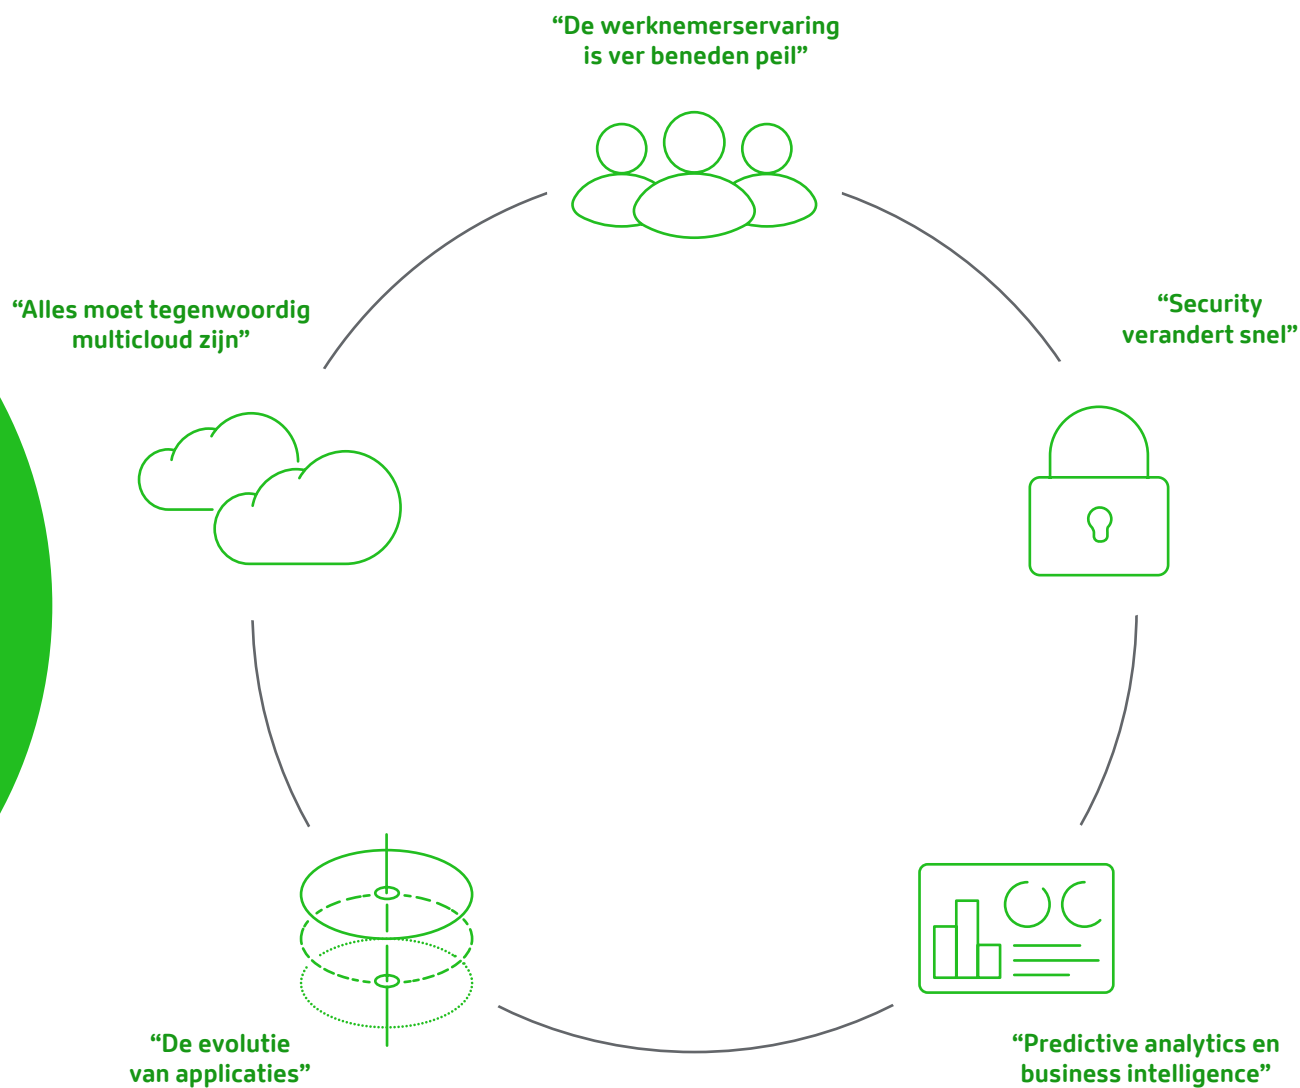 “De werknemerservaring
is ver beneden peil”
“Alles moet tegenwoordig
multicloud zijn”
“Security
verandert snel”
“De evolutie
van applicaties”
“Predictive analytics en
business intelligence”